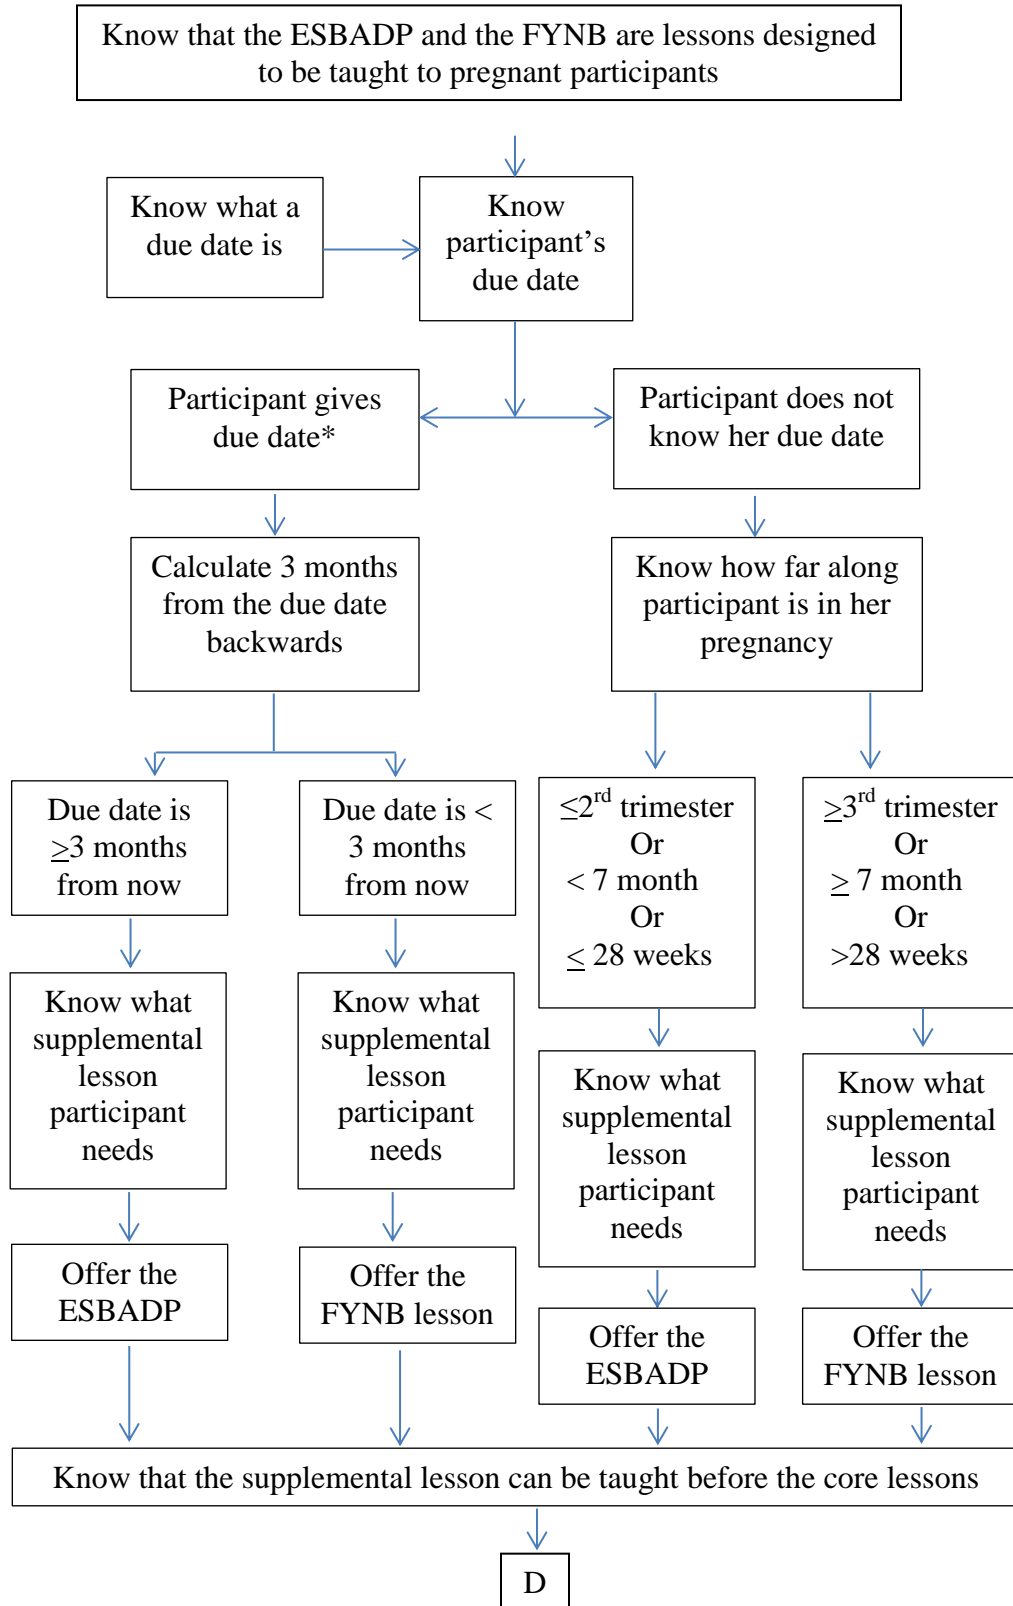 Know that the ESBADP and the FYNB are lessons designed
to be taught to pregnant participants
Know what a
due date is
Know
participant’s
due date
Participant gives
due date*
Participant does not
know her due date
Calculate 3 months
from the due date
backwards
Know how far along
participant is in her
pregnancy
Due date is
≥3 months
from now
Due date is <
3 months
from now
≤2rd trimester
Or
< 7 month
Or
≤ 28 weeks
≥3rd trimester
Or
≥ 7 month
Or
>28 weeks
Know what
supplemental
lesson
participant
needs
Know what
supplemental
lesson
participant
needs
Know what
supplemental
lesson
participant
needs
Know what
supplemental
lesson
participant
needs
Offer the
ESBADP
Offer the
FYNB lesson
Offer the
ESBADP
Offer the
FYNB lesson
Know that the supplemental lesson can be taught before the core lessons
D